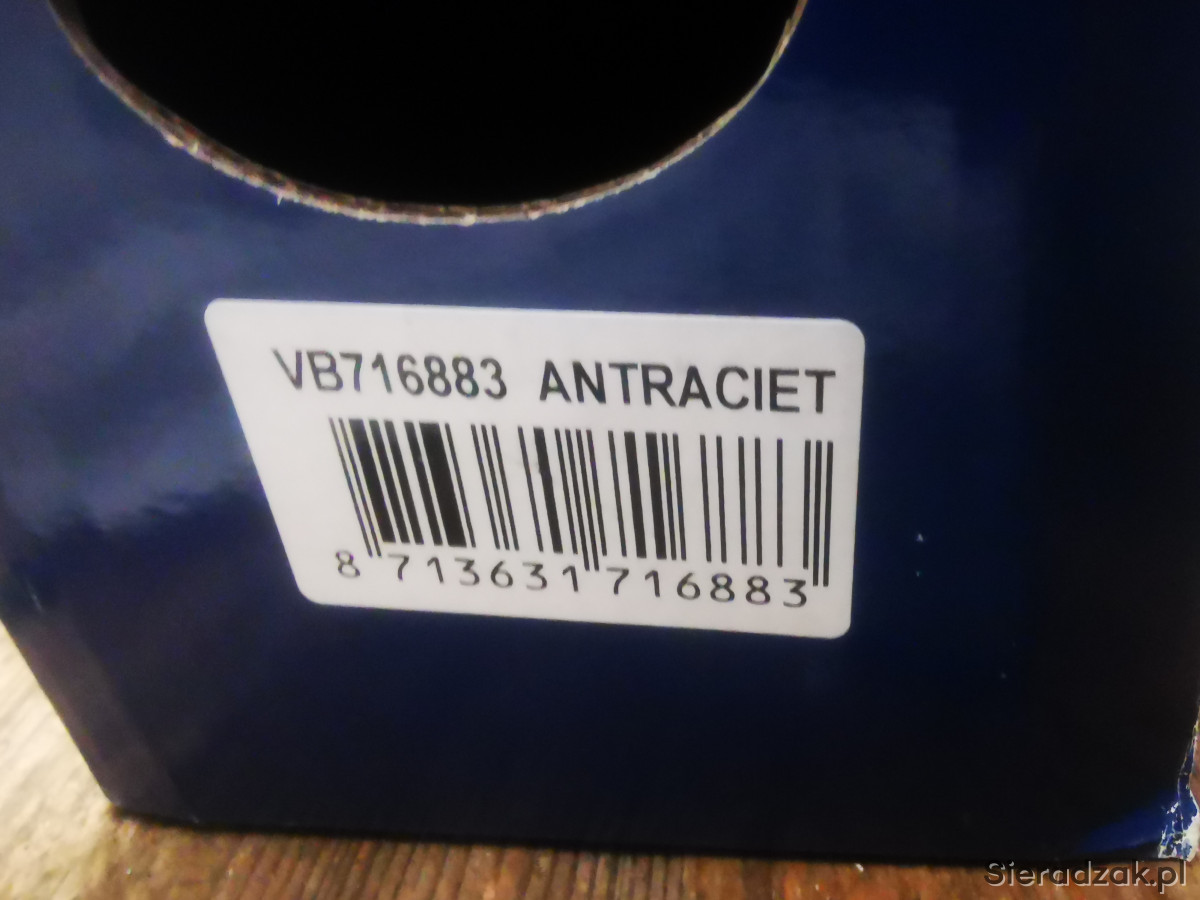 VB716883 ANTRACIET
8 713631 716883
Sieradzak.pl